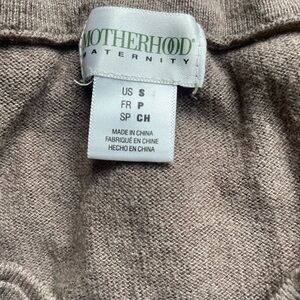 MOTHERHOOD
MATERNITY
US S
FR P
SP CH
MADE IN CHINA
FABRIQUÉ EN CHINE
HECHO EN CHINA